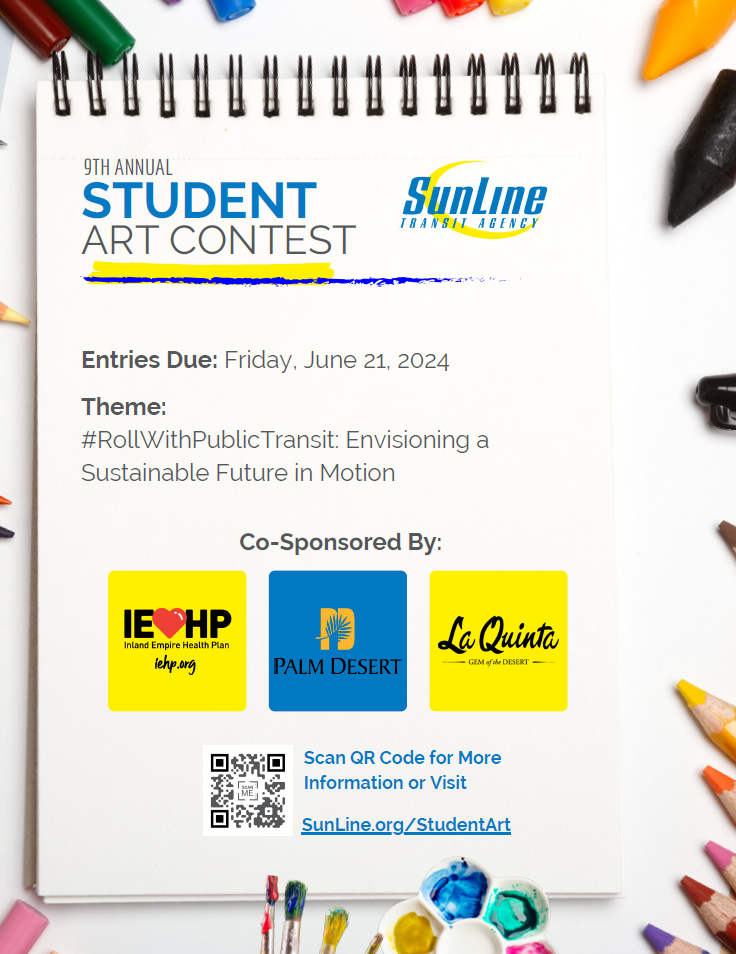 9TH ANNUAL
STUDENT
ART CONTEST
SunLine
TRANSIT AGENCY
Entries Due: Friday, June 21, 2024
Theme:
#RollWithPublicTransit: Envisioning a
Sustainable Future in Motion
Co-Sponsored By:
IEHP
Inland Empire Health Plan
iehp.org
PALM DESERT
La Quinta
GEM of the DESERT
SCAN
ME
Scan QR Code for More
Information or Visit
SunLine.org/StudentArt